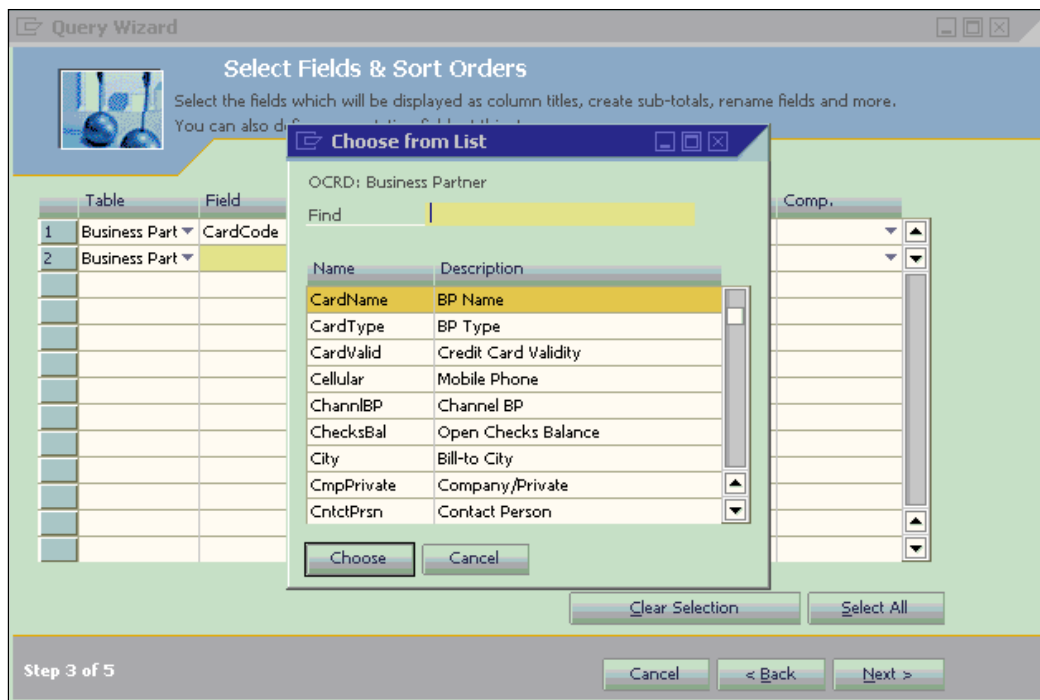 Query Wizard
Select Fields & Sort Orders
Select the fields which will be displayed as column titles, create sub-totals, rename fields and more.
You can also
Choose from List
OCRD: Business Partner
Find
Table Field Comp.
1 Business Part CardCode
2 Business Part
Name Description
CardName BP Name
CardType BP Type
CardValid Credit Card Validity
Cellular Mobile Phone
ChannlBP Channel BP
ChecksBal Open Checks Balance
City Bill-to City
CmpPrivate Company/Private
CntctPrsn Contact Person
Choose Cancel
Clear Selection Select All
Step 3 of 5 Cancel < Back Next >